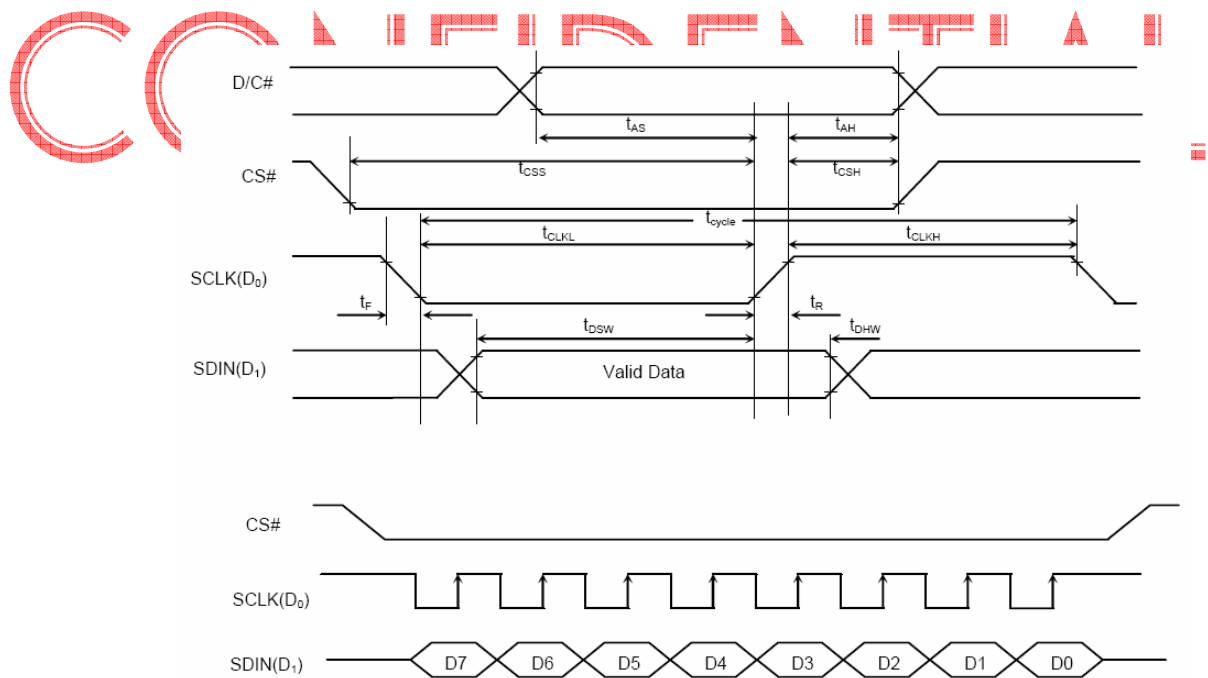 CONFIDENTIAL
D/C#
tAS
tAH
CS#
tCSS
tCSH
tcycle
tCLKL
tCLKH
SCLK(D0)
tF
tR
tDSW
tDHW
SDIN(D1)
Valid Data
CS#
SCLK(D0)
SDIN(D1)
D7 D6 D5 D4 D3 D2 D1 D0